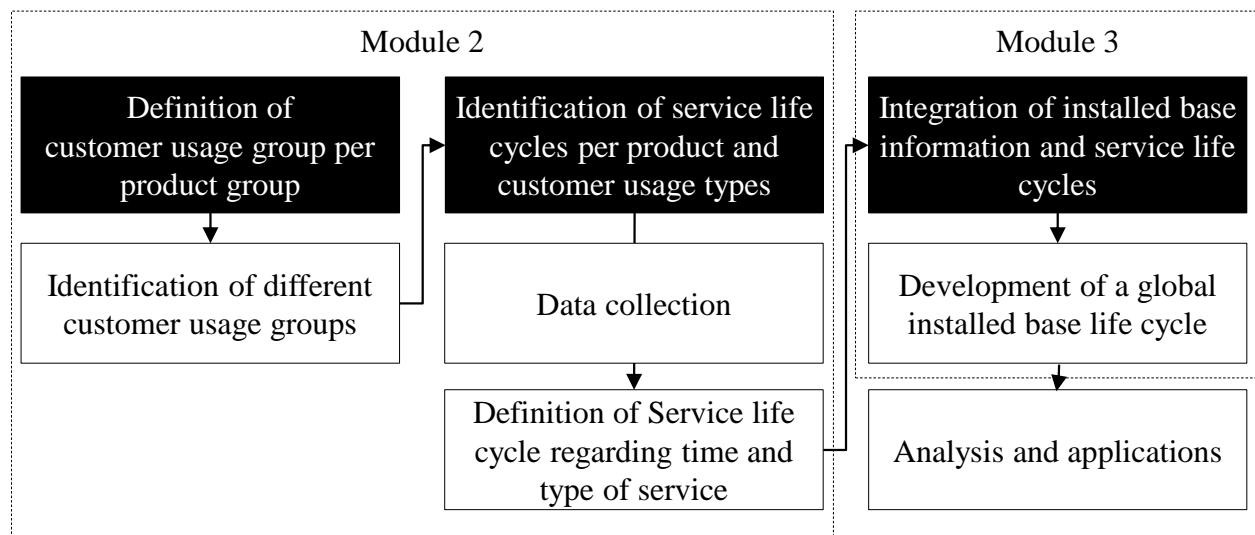 Module 2
Definition of
customer usage group per
product group
Identification of different
customer usage groups
Identification of service life
cycles per product and
customer usage types
Data collection
Definition of Service life
cycle regarding time and
type of service
Module 3
Integration of installed base
information and service life
cycles
Development of a global
installed base life cycle
Analysis and applications